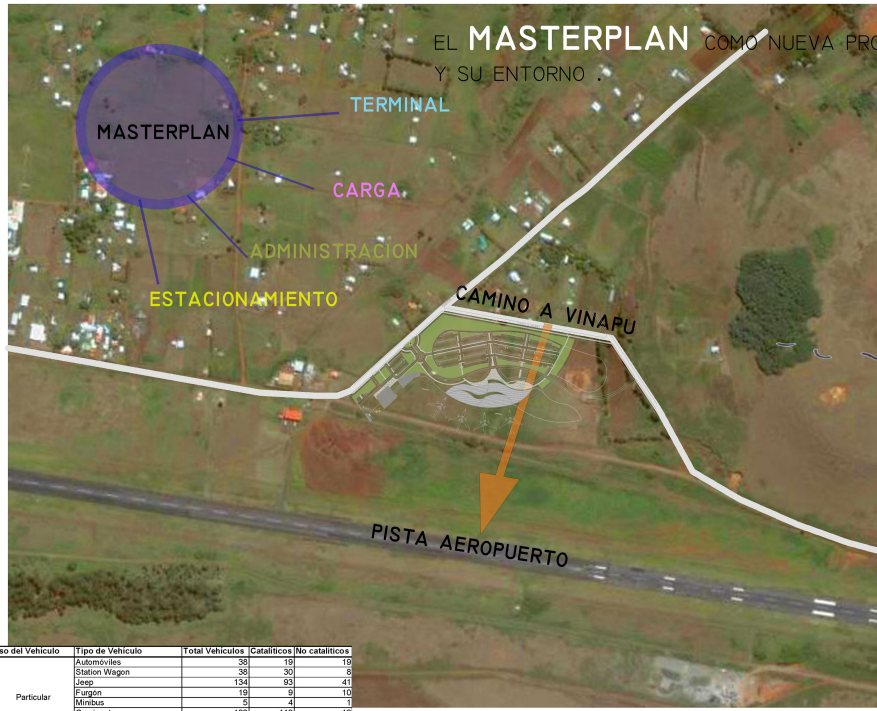 EL MASTERPLAN COMO NUEVA
Y SU ENTORNO .
MASTERPLAN
TERMINAL
CARGA
ADMINISTRACION
ESTACIONAMIENTO
CAMINO A VINAPU
PISTA AEROPUERTO
del Vehículo Tipo de Vehículo Total Vehículos Catalíticos No catalíticos
Automóviles 38 19 19
Station Wagon 38 30 8
Jeep 134 93 41
Particular Furgón 19 9 10
Minibus 5 4 1